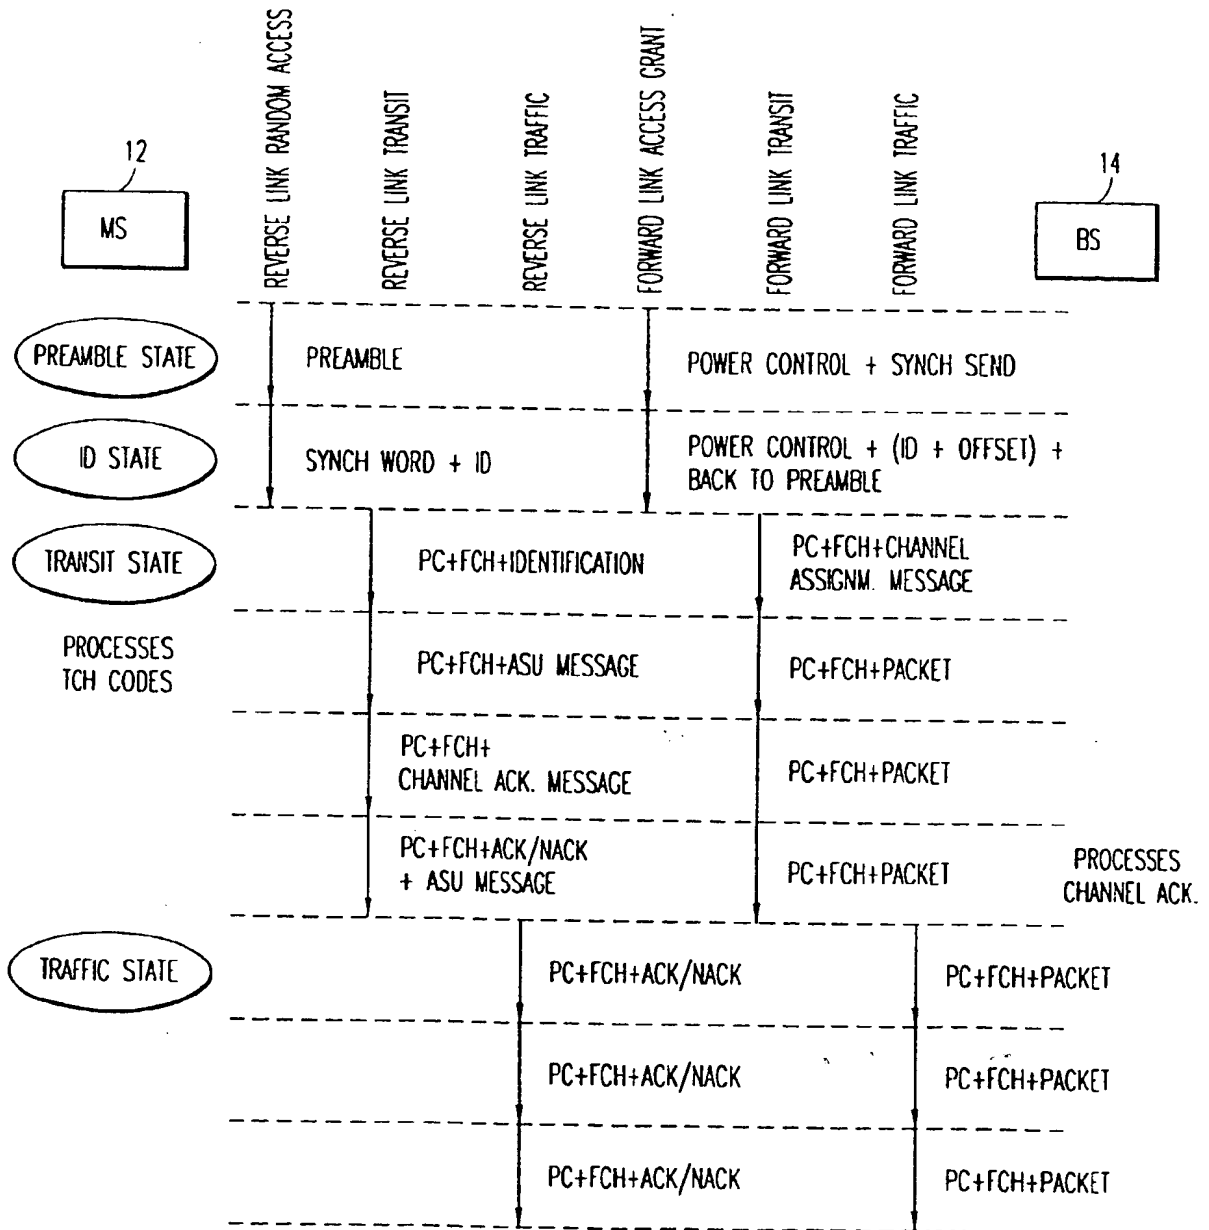 REVERSE LINK RANDOM ACCESS
REVERSE LINK TRANSIT
REVERSE LINK TRAFFIC
FORWARD LINK ACCESS GRANT
FORWARD LINK TRANSIT
FORWARD LINK TRAFFIC
12
MS
14
BS
PREAMBLE STATE
PREAMBLE
POWER CONTROL + SYNCH SEND
ID STATE
SYNCH WORD + ID
POWER CONTROL + (ID + OFFSET) +
BACK TO PREAMBLE
TRANSIT STATE
PC+FCH+IDENTIFICATION
PC+FCH+CHANNEL
ASSIGNM. MESSAGE
PROCESSES
TCH CODES
PC+FCH+ASU MESSAGE
PC+FCH+PACKET
PC+FCH+
CHANNEL ACK. MESSAGE
PC+FCH+PACKET
PC+FCH+ACK/NACK
+ ASU MESSAGE
PC+FCH+PACKET
PROCESSES
CHANNEL ACK.
TRAFFIC STATE
PC+FCH+ACK/NACK
PC+FCH+PACKET
PC+FCH+ACK/NACK
PC+FCH+PACKET
PC+FCH+ACK/NACK
PC+FCH+PACKET